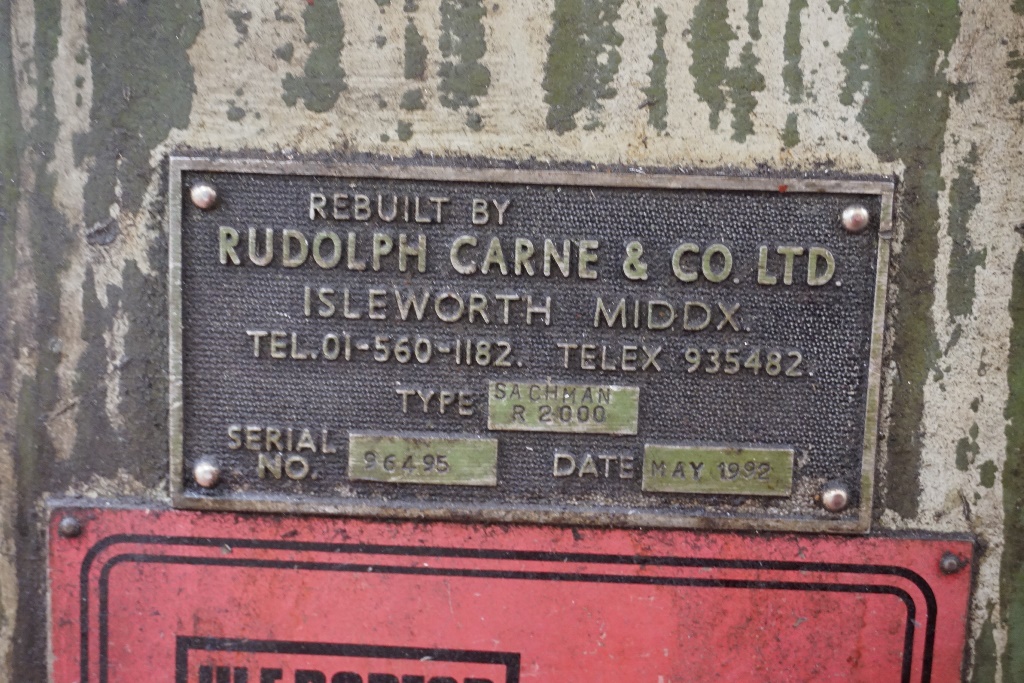 REBUILT BY
RUDOLPH CARNE & CO. LTD.
ISLEWORTH MIDDX.
TEL.01-560-1182. TELEX 935482.
TYPE SACHMAN
R 2000
SERIAL NO. 96495 DATE MAY 1992